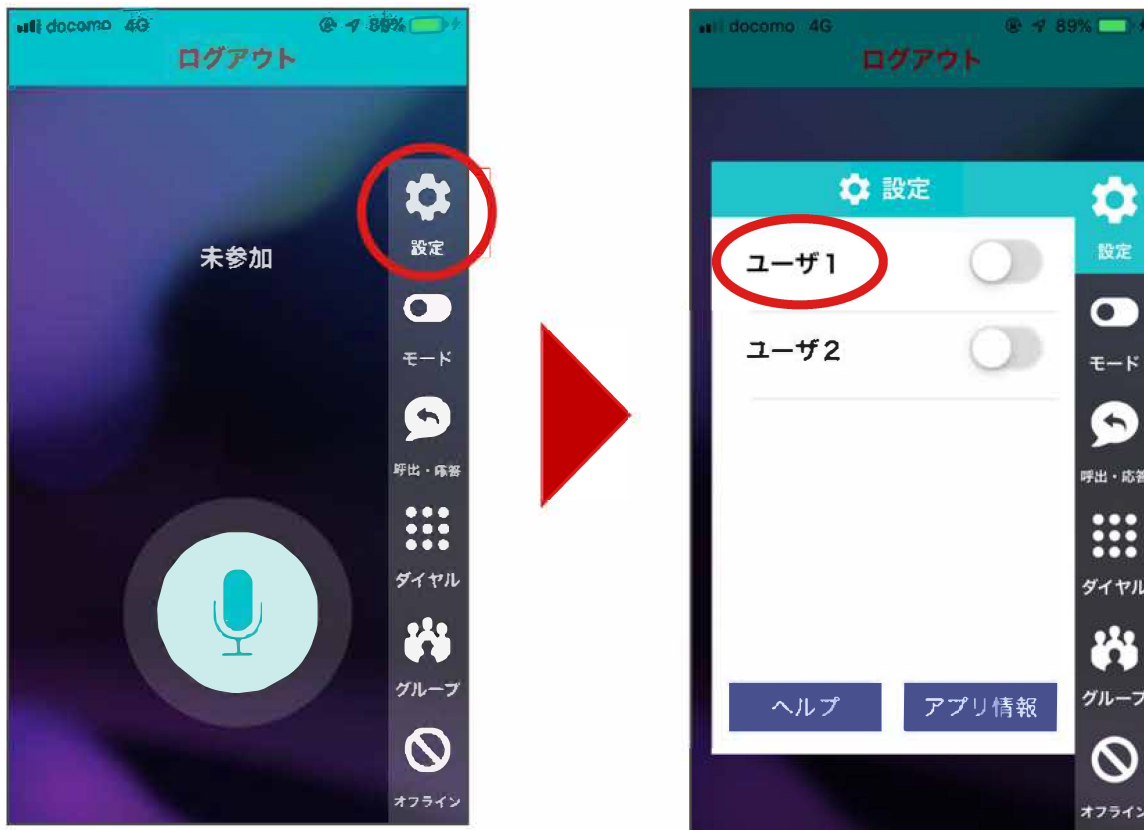 docomo 4G 89%
ログアウト
設定
未参加
モード
呼出・応答
ダイヤル
グループ
オフライン
docomo 4G 89%
ログアウト
設定
ユーザ1
ユーザ2
ヘルプ
アプリ情報
設定
モード
呼出・応答
ダイヤル
グループ
オフライン